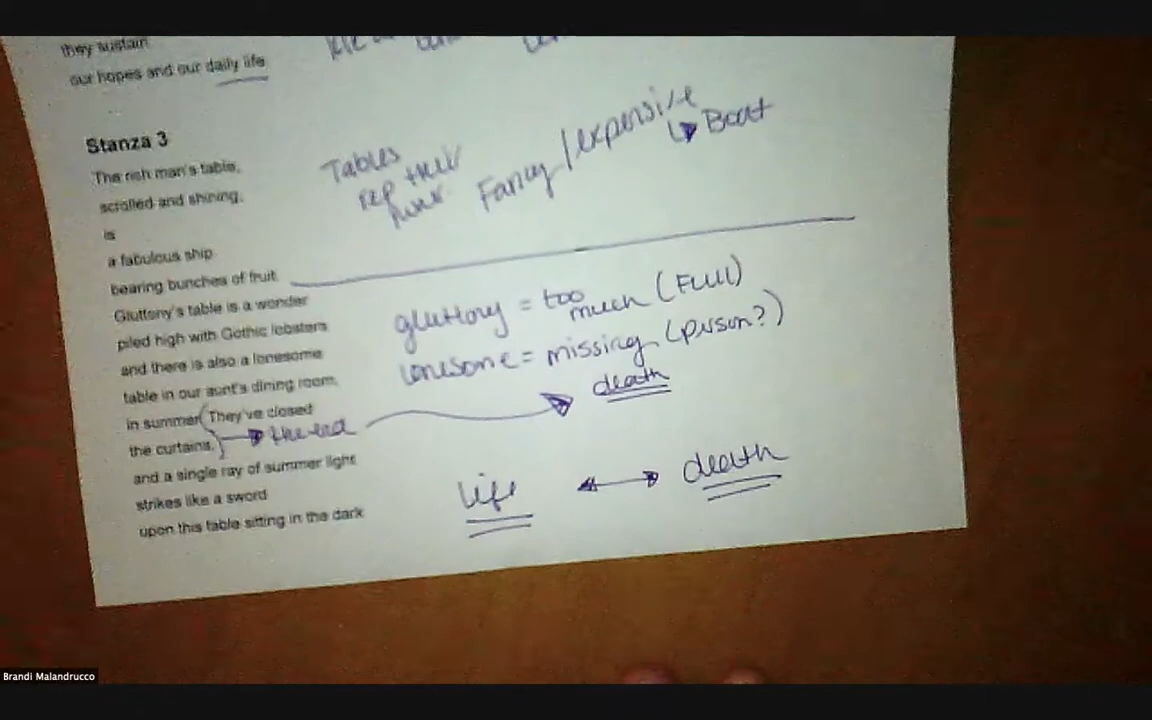 they sustain
our hopes and our daily life
Stanza 3
The rich man's table,
scrolled and shining,
is
a fabulous ship
bearing bunches of fruit.
Gluttony's table is a wonder
piled high with Gothic lobsters
and there is also a lonesome
table in our aunt's dining room,
in summer. They've closed
the curtains,
and a single ray of summer light
strikes like a sword
upon this table sitting in the dark
Tables
rep their
Fancy / expensive
↳ Boat
gluttony = too much (Full)
lonesome = missing (person?)
death
the end
life ↔ death
Brandi Malandrucco